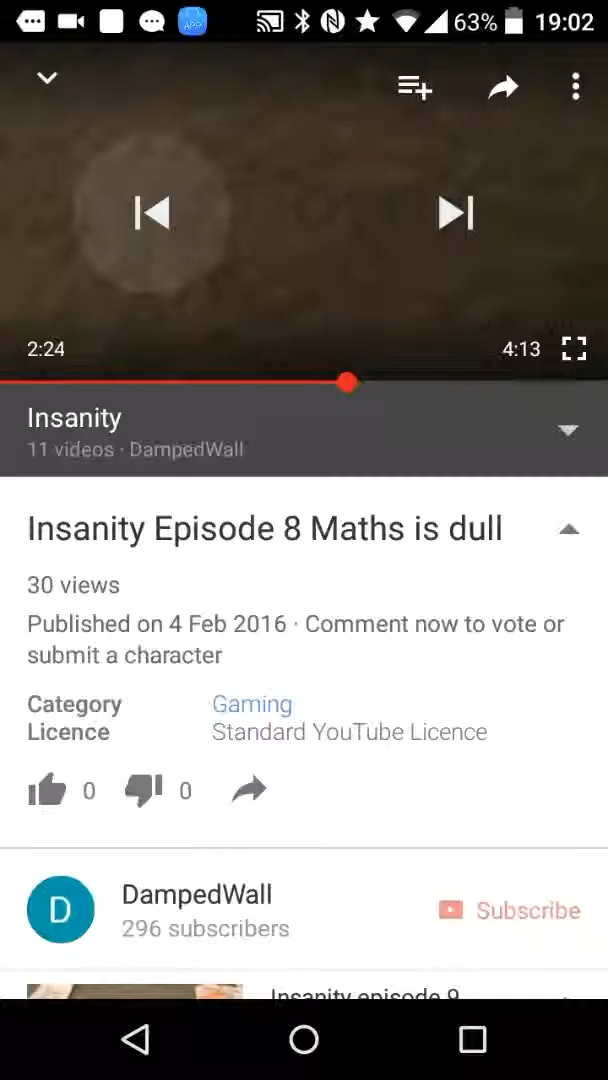 APP 63% 19:02
2:24 4:13
Insanity
11 videos · DampedWall
Insanity Episode 8 Maths is dull
30 views
Published on 4 Feb 2016 · Comment now to vote or
submit a character
Category Gaming
Licence Standard YouTube Licence
0 0
D DampedWall
296 subscribers
Subscribe
Insanity episode 9